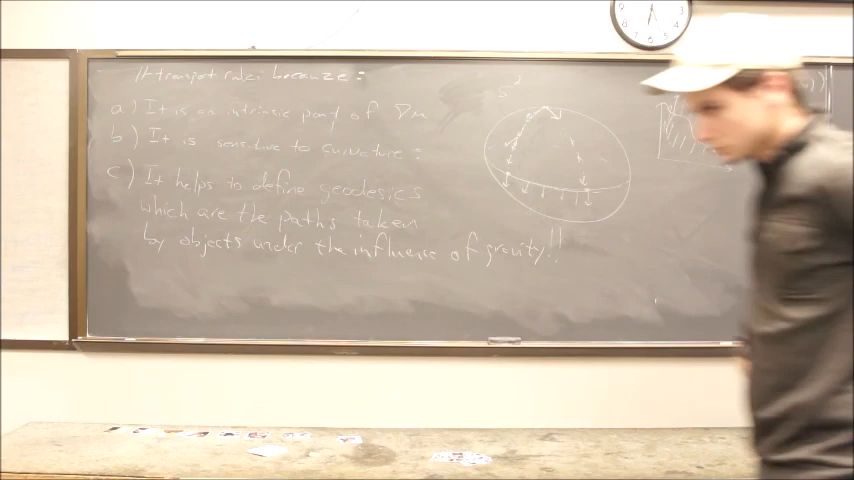 // transport rules because:
a) It is an intrinsic part of ∇
b) It is sensitive to curvature:
c) It helps to define geodesics
which are the paths taken
by objects under the influence of gravity!!
S²